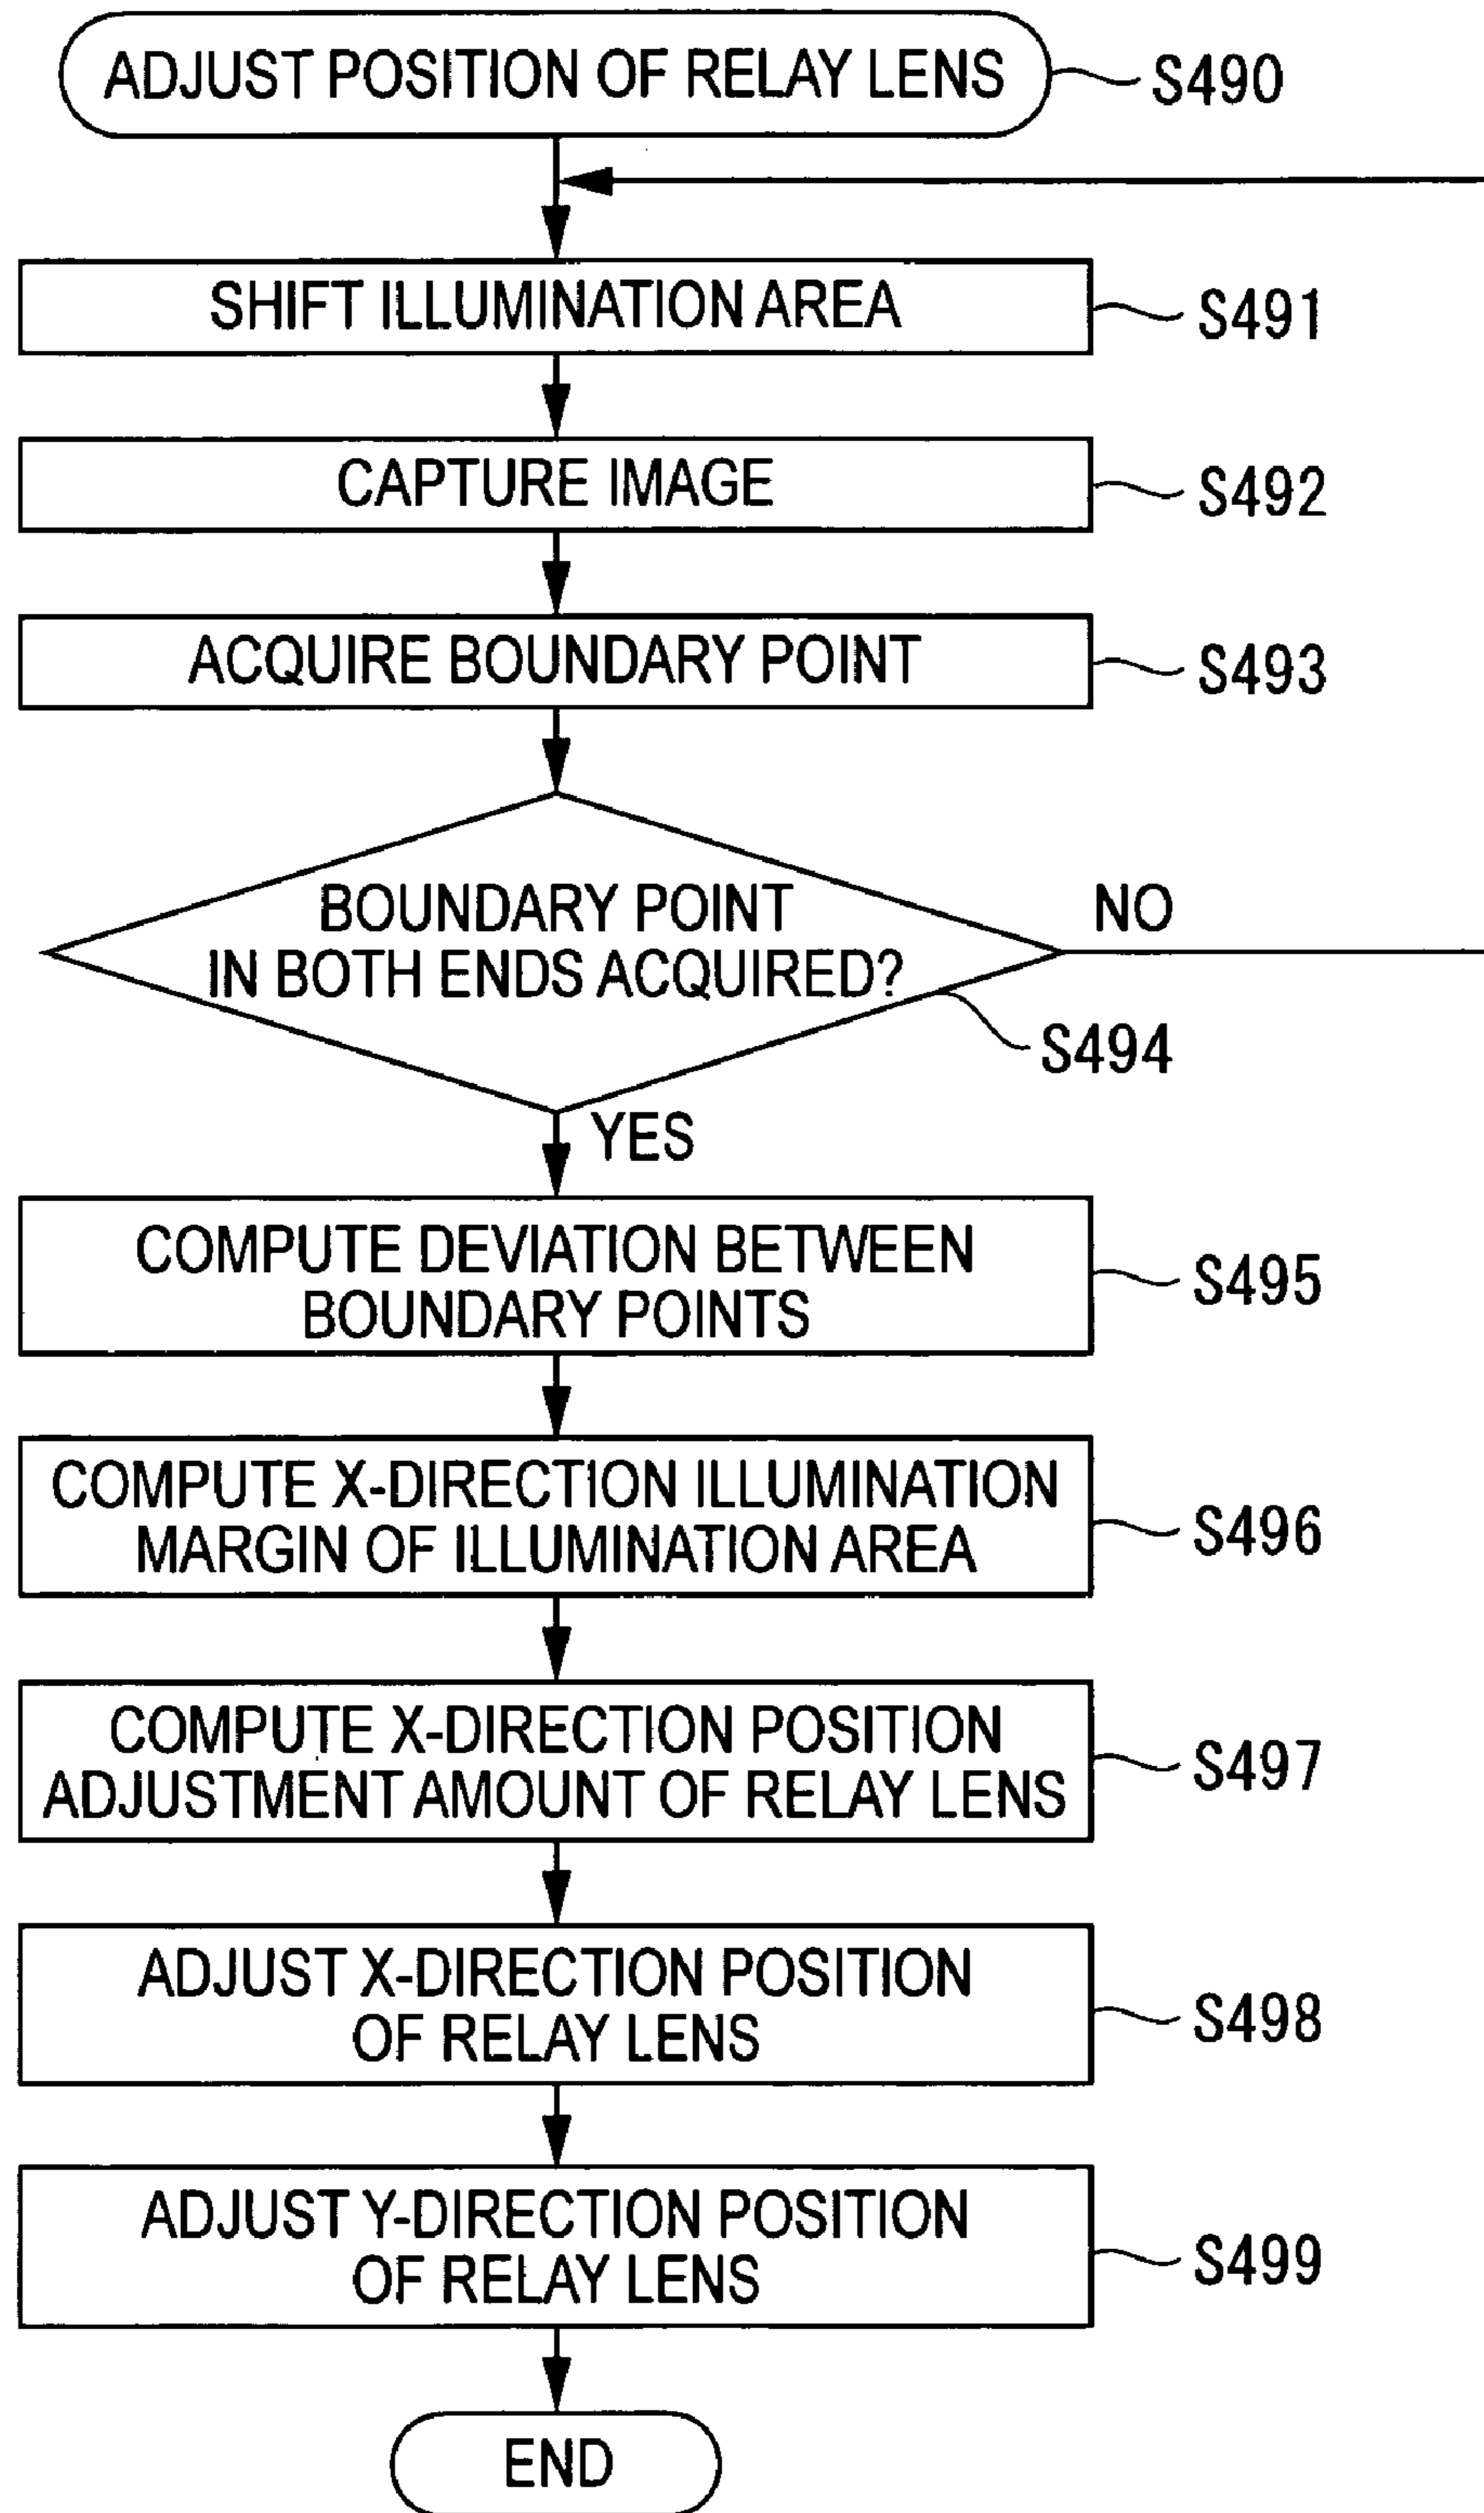 ADJUST POSITION OF RELAY LENS
S490
SHIFT ILLUMINATION AREA
S491
CAPTURE IMAGE
S492
ACQUIRE BOUNDARY POINT
S493
BOUNDARY POINT
IN BOTH ENDS ACQUIRED?
NO
S494
YES
COMPUTE DEVIATION BETWEEN
BOUNDARY POINTS
S495
COMPUTE X-DIRECTION ILLUMINATION
MARGIN OF ILLUMINATION AREA
S496
COMPUTE X-DIRECTION POSITION
ADJUSTMENT AMOUNT OF RELAY LENS
S497
ADJUST X-DIRECTION POSITION
OF RELAY LENS
S498
ADJUST Y-DIRECTION POSITION
OF RELAY LENS
S499
END